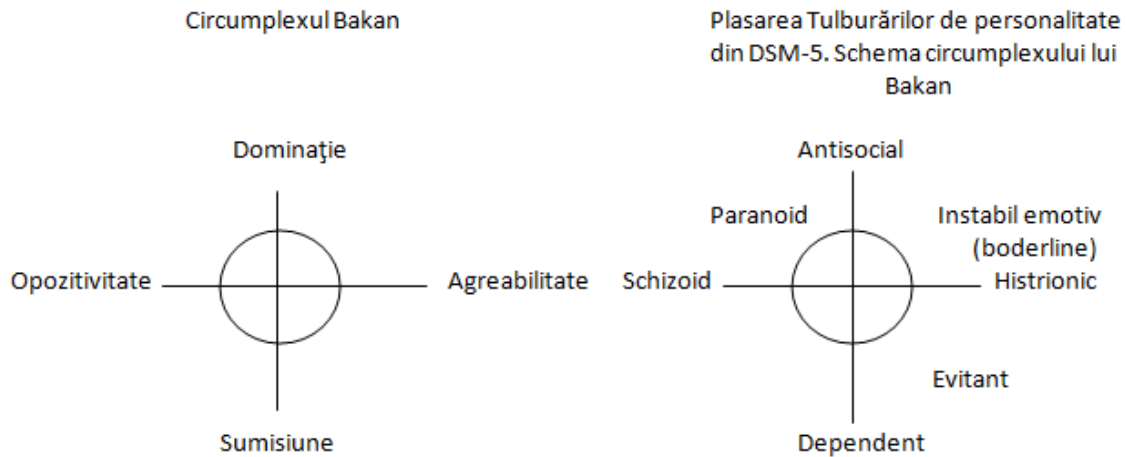 Circumplexul Bakan
Dominaţie
Opozitivitate
Agreabilitate
Sumisiune
Plasarea Tulburărilor de personalitate
din DSM-5. Schema circumplexului lui
Bakan
Antisocial
Paranoid
Instabil emotiv
(boderline)
Schizoid
Histrionic
Evitant
Dependent